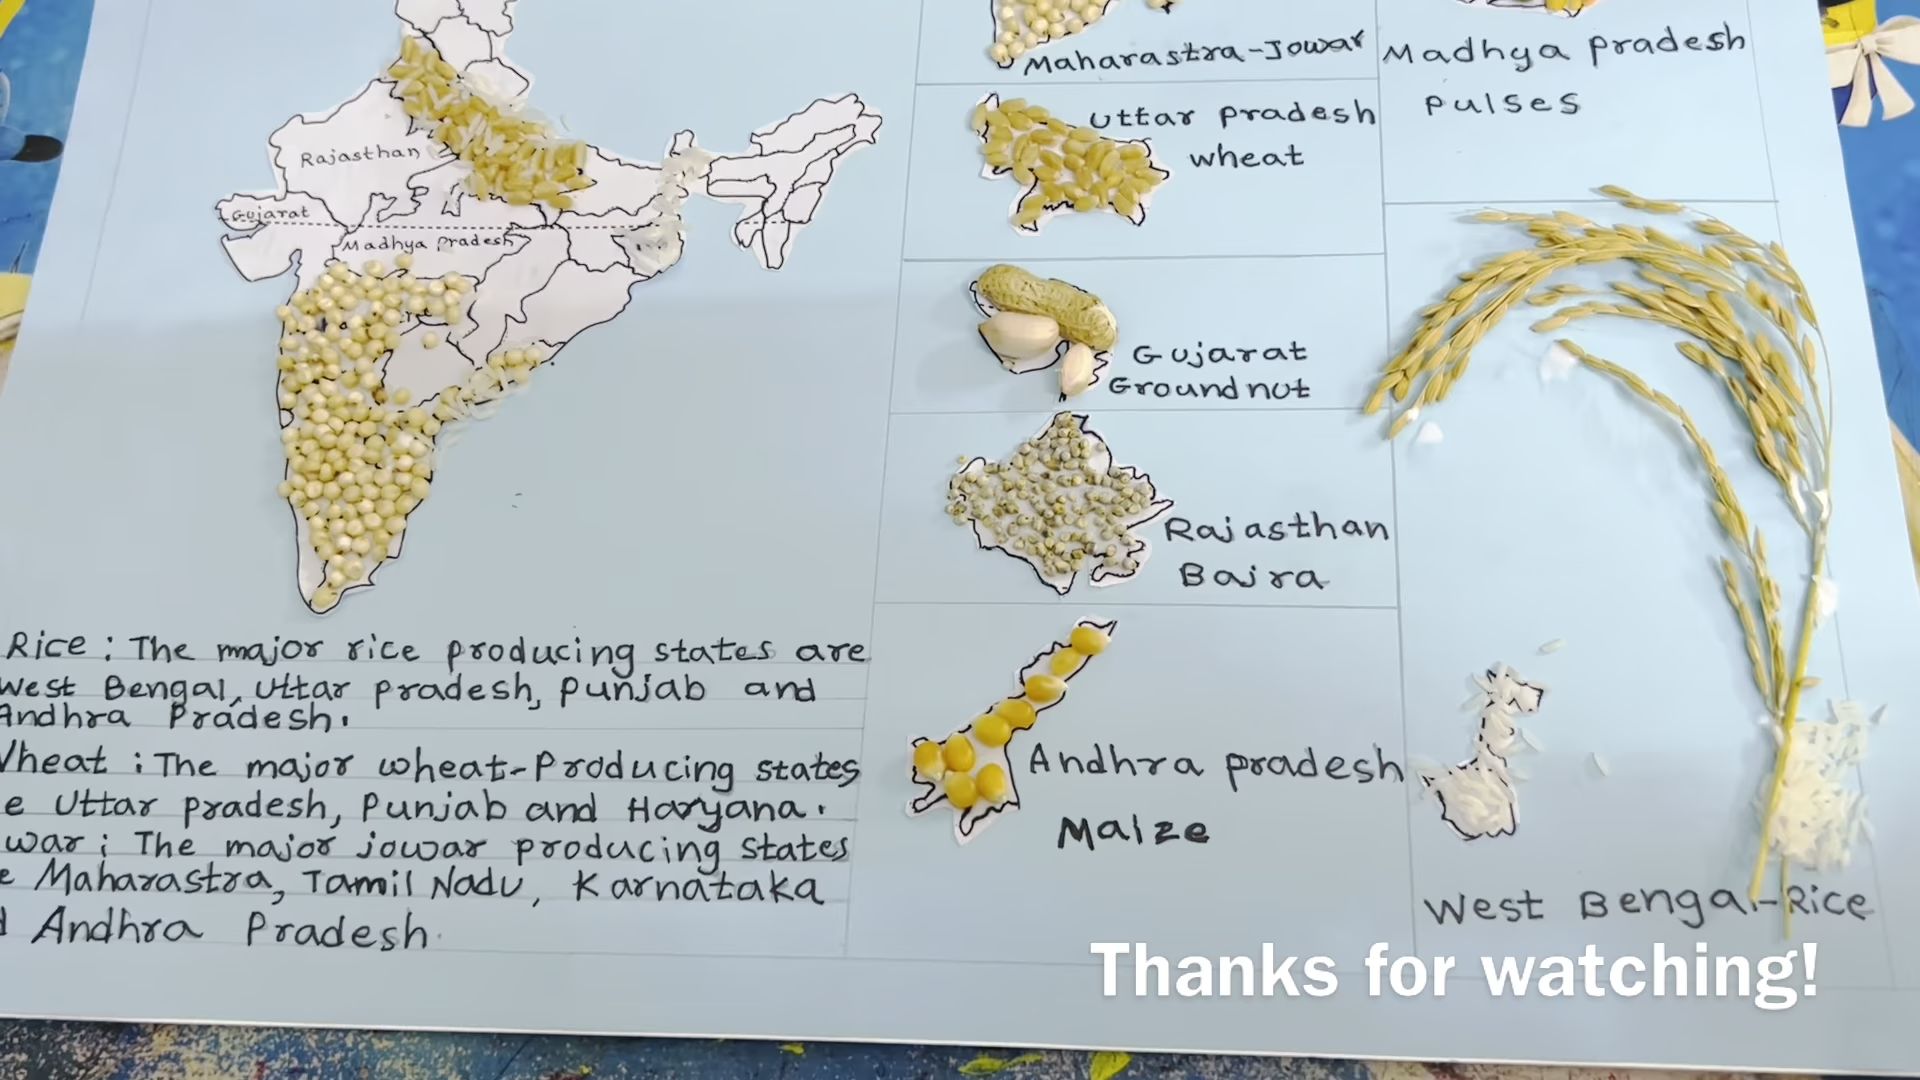 Rajasthan
Gujarat
Madhya Pradesh
Rice : The major rice producing states are
West Bengal, Uttar pradesh, Punjab and
Andhra Pradesh.
Wheat : The major wheat-Producing states
e Uttar pradesh, Punjab and Haryana.
war : The major jowar producing states
e Maharastra, Tamil Nadu, Karnataka
d Andhra Pradesh.
Maharastra-Jowar
Uttar pradesh
wheat
Gujarat
Groundnut
Rajasthan
Bajra
Andhra pradesh
Maize
Madhya pradesh
pulses
West Bengal-Rice
Thanks for watching!